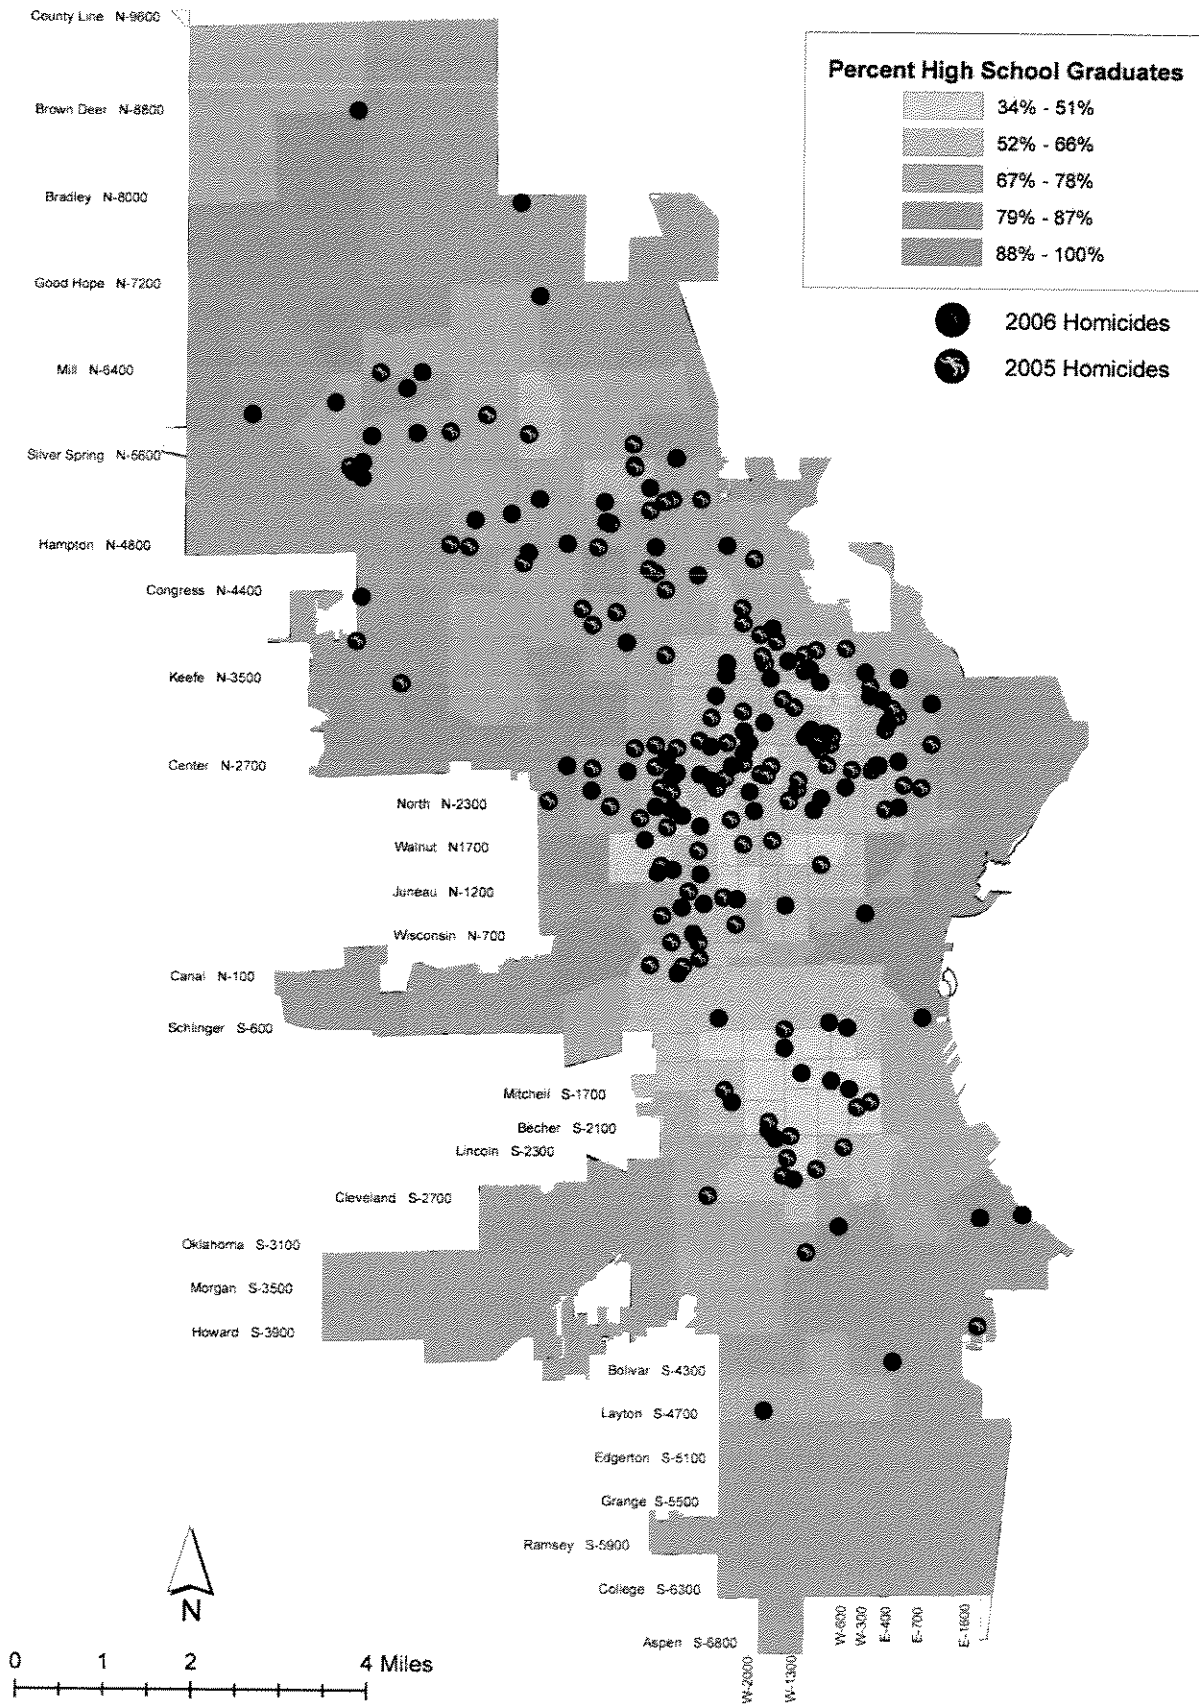 County Line N-9600
Percent High School Graduates
34% - 51%
52% - 66%
67% - 78%
79% - 87%
88% - 100%
2006 Homicides
2005 Homicides
Brown Deer N-8800
Bradley N-8000
Good Hope N-7200
Mill N-6400
Silver Spring N-5600
Hampton N-4800
Congress N-4400
Keefe N-3500
Center N-2700
North N-2300
Walnut N1700
Juneau N-1200
Wisconsin N-700
Canal N-100
Schlinger S-600
Mitchell S-1700
Becher S-2100
Lincoln S-2300
Cleveland S-2700
Oklahoma S-3100
Morgan S-3500
Howard S-3900
Bolivar S-4300
Layton S-4700
Edgerton S-5100
Grange S-5500
Ramsey S-5900
College S-6300
Aspen S-6800
W-2000
W-1300
W-600
W-300
E-400
E-700
E-1600
N
0 1 2 4 Miles